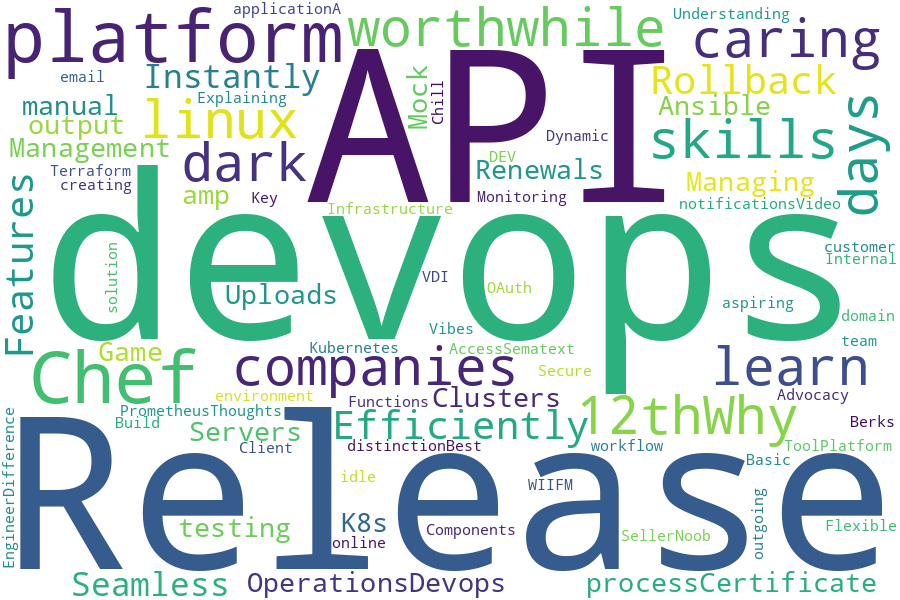 applicationA
Understanding
platform
worthwhile
caring
API
email
Instantly
Mock
Chill
Rollback
manual
Explaining
linux
Ansible
days
output
skills
Dynamic
Management
dark
DEV
Renewals
Terraform
creating
amp
Key
Monitoring
Managing
Features
Infrastructure
notificationsVideo
devops
solution
customer
Internal
VDI
OAuth
Uploads
aspiring
domain
Vibes
team
Game
Kubernetes
AccessSematext
Chef
companies
Secure
learn
environment
Functions
Clusters
Advocacy
EngineerDifference
PrometheusThoughts
Build
Servers
Efficiently
12thWhy
Berks
Release
Client
distinctionBest
workflow
ToolPlatform
Basic
idle
WIIFM
outgoing
testing
K8s
Components
Flexible
online
SellerNoob
Seamless
OperationsDevops
processCertificate